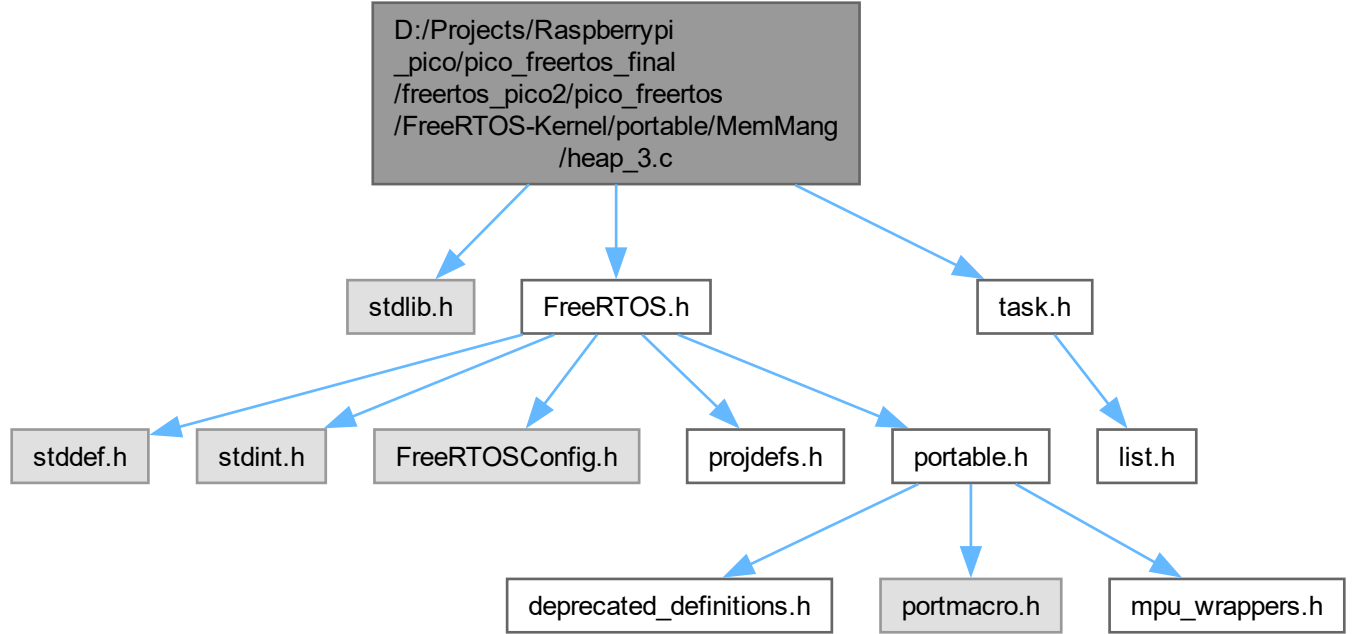 D:/Projects/Raspberrypi
_pico/pico_freertos_final
/freertos_pico2/pico_freertos
/FreeRTOS-Kernel/portable/MemMang
/heap_3.c
stdlib.h
FreeRTOS.h
task.h
stddef.h
stdint.h
FreeRTOSConfig.h
projdefs.h
portable.h
list.h
deprecated_definitions.h
portmacro.h
mpu_wrappers.h